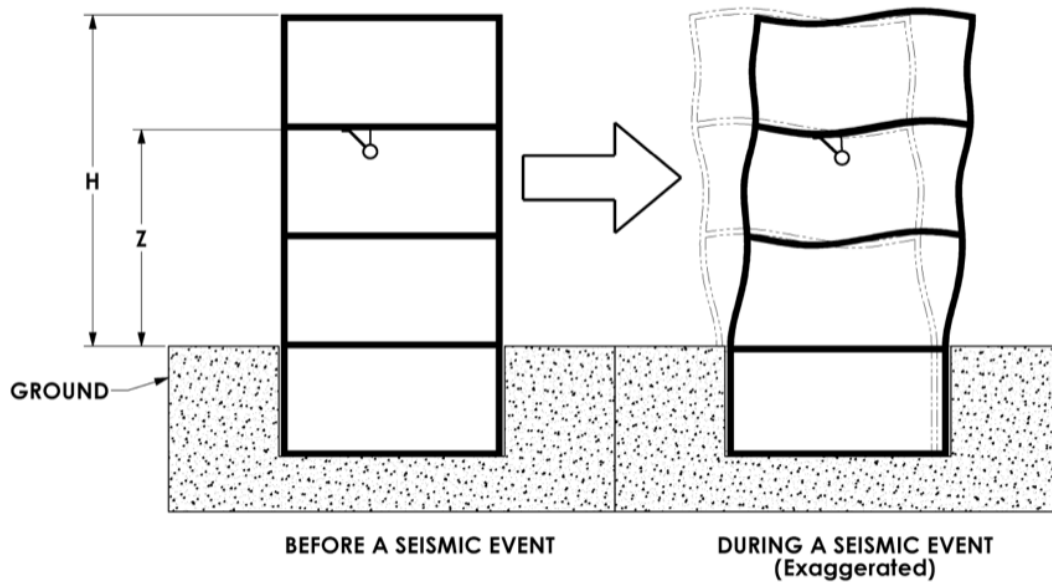 H
Z
GROUND
BEFORE A SEISMIC EVENT
DURING A SEISMIC EVENT
(Exaggerated)